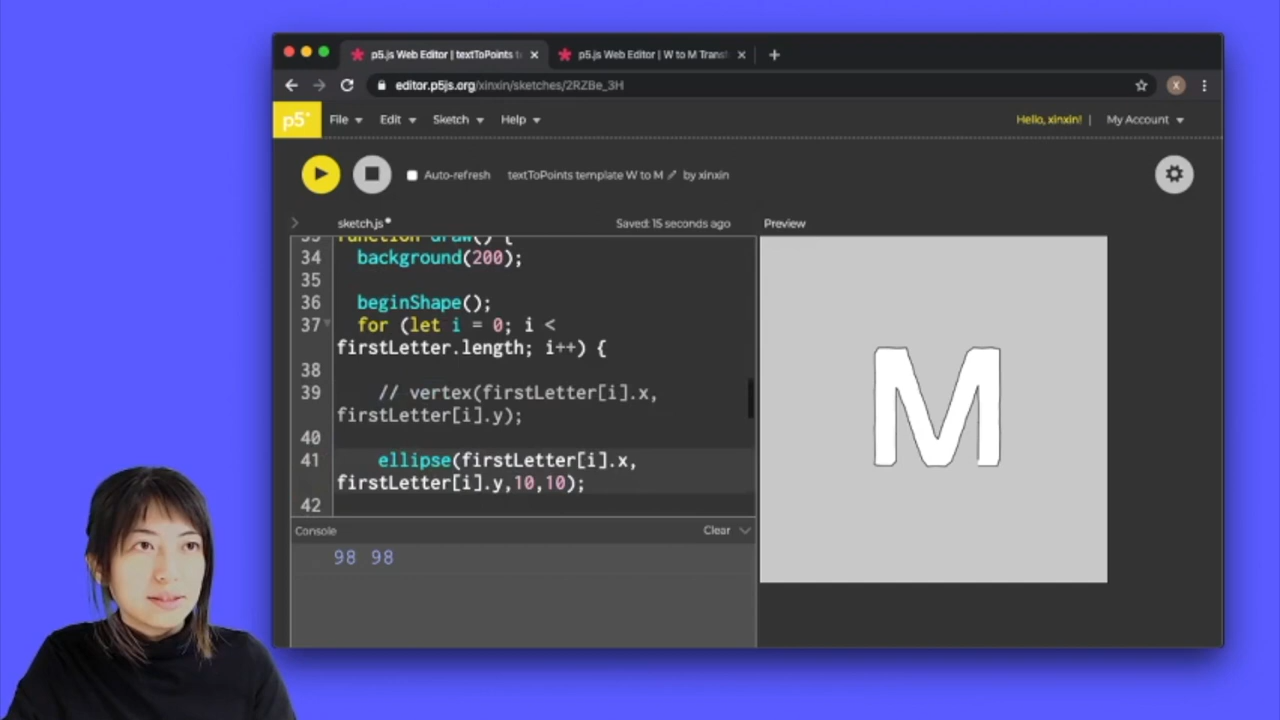 p5.js Web Editor | textToPoints t
p5.js Web Editor | W to M Trans
editor.p5js.org/xinxin/sketches/2RZBe_3H
X
p5*
File
Edit
Sketch
Help
Hello, xinxin!
|
My Account
Auto-refresh
textToPoints template W to M
by xinxin
sketch.js
Saved: 15 seconds ago
Preview
33 function draw() {
34 background(200);
35
36 beginShape();
37 for (let i = 0; i <
firstLetter.length; i++) {
38
39 // vertex(firstLetter[i].x,
firstLetter[i].y);
40
41 ellipse(firstLetter[i].x,
firstLetter[i].y,10,10);
42
M
Console
Clear
98 98